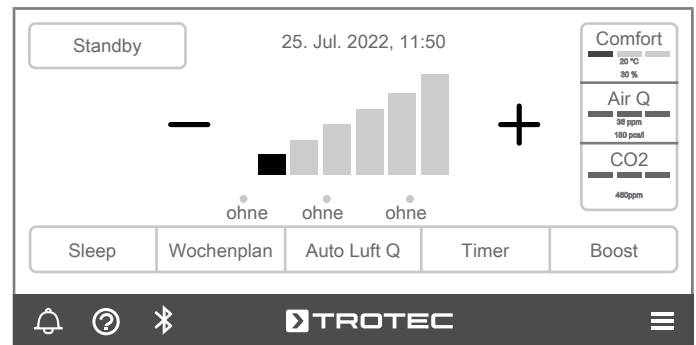 Standby
25. Jul. 2022, 11:50
Comfort
20 °C
30 %
Air Q
36 ppm
180 pcs/l
CO2
460ppm
ohne ohne ohne
Sleep Wochenplan Auto Luft Q Timer Boost
TROTEC